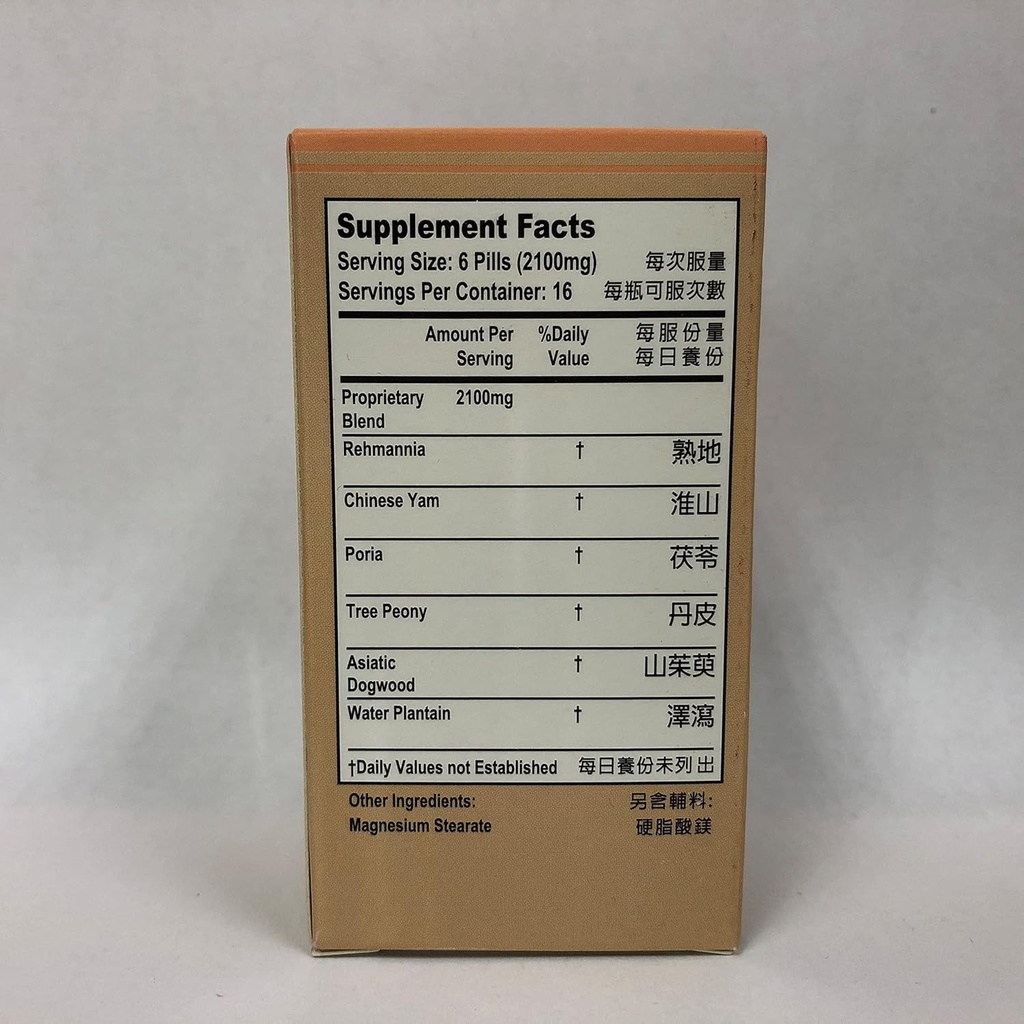 Supplement Facts
Serving Size: 6 Pills (2100mg) 每次服量
Servings Per Container: 16 每瓶可服次數
Amount Per %Daily 每服份量
Serving Value 每日養份
Proprietary 2100mg
Blend
Rehmannia † 熟地
Chinese Yam † 淮山
Poria † 茯苓
Tree Peony † 丹皮
Asiatic † 山茱萸
Dogwood
Water Plantain † 澤瀉
†Daily Values not Established 每日養份未列出
Other Ingredients: 另含輔料:
Magnesium Stearate 硬脂酸鎂